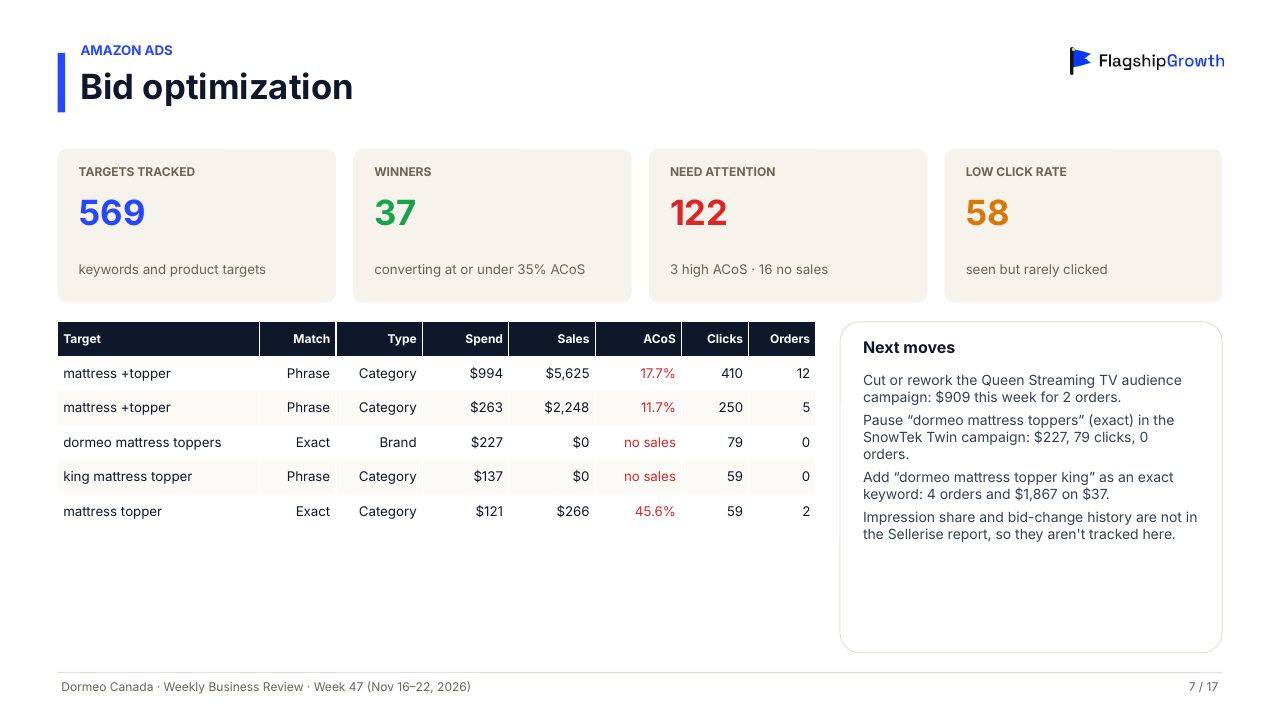 AMAZON ADS
Bid optimization
FlagshipGrowth
TARGETS TRACKED
569
keywords and product targets
WINNERS
37
converting at or under 35% ACoS
NEED ATTENTION
122
3 high ACoS · 16 no sales
LOW CLICK RATE
58
seen but rarely clicked
Target Match Type Spend Sales ACoS Clicks Orders
mattress +topper Phrase Category $994 $5,625 17.7% 410 12
mattress +topper Phrase Category $263 $2,248 11.7% 250 5
dormeo mattress toppers Exact Brand $227 $0 no sales 79 0
king mattress topper Phrase Category $137 $0 no sales 59 0
mattress topper Exact Category $121 $266 45.6% 59 2
Next moves
Cut or rework the Queen Streaming TV audience
campaign: $909 this week for 2 orders.
Pause “dormeo mattress toppers” (exact) in the
SnowTek Twin campaign: $227, 79 clicks, 0
orders.
Add “dormeo mattress topper king” as an exact
keyword: 4 orders and $1,867 on $37.
Impression share and bid-change history are not in
the Sellerise report, so they aren't tracked here.
Dormeo Canada · Weekly Business Review · Week 47 (Nov 16–22, 2026)
7 / 17